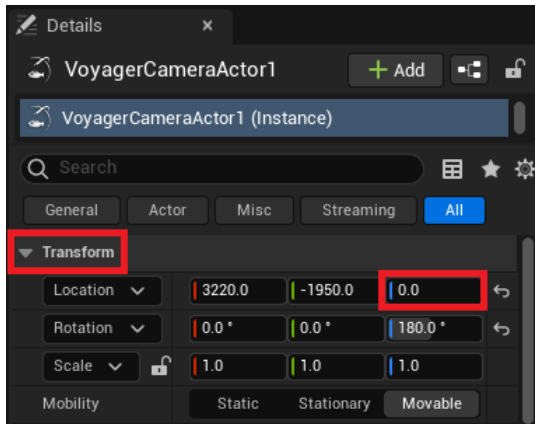 Details ×
VoyagerCameraActor1 + Add
VoyagerCameraActor1 (Instance)
Search
General Actor Misc Streaming All
Transform
Location 3220.0 -1950.0 0.0
Rotation 0.0 ° 0.0 ° 180.0 °
Scale 1.0 1.0 1.0
Mobility Static Stationary Movable